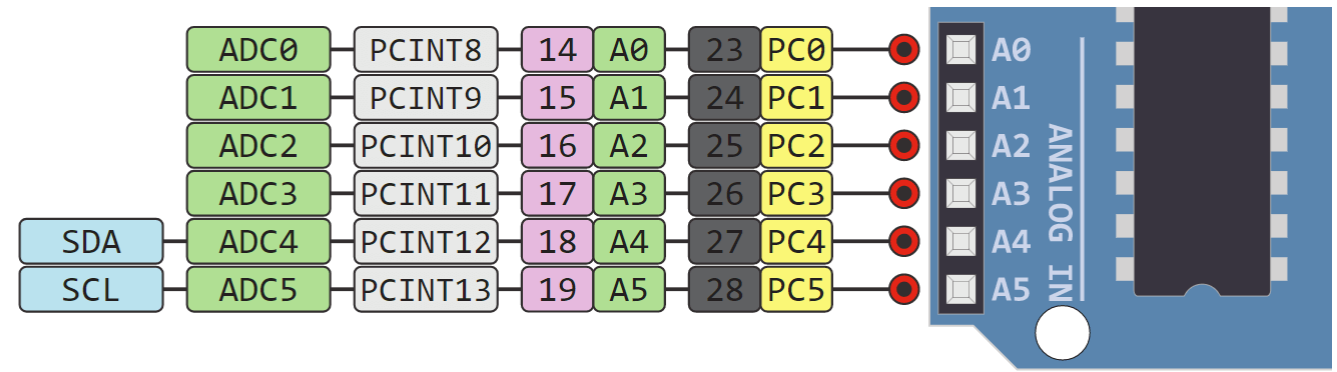 ADC0 PCINT8 14 A0 23 PC0 A0
ADC1 PCINT9 15 A1 24 PC1 A1
ADC2 PCINT10 16 A2 25 PC2 A2
ADC3 PCINT11 17 A3 26 PC3 A3
SDA ADC4 PCINT12 18 A4 27 PC4 A4
SCL ADC5 PCINT13 19 A5 28 PC5 A5
ANALOG IN